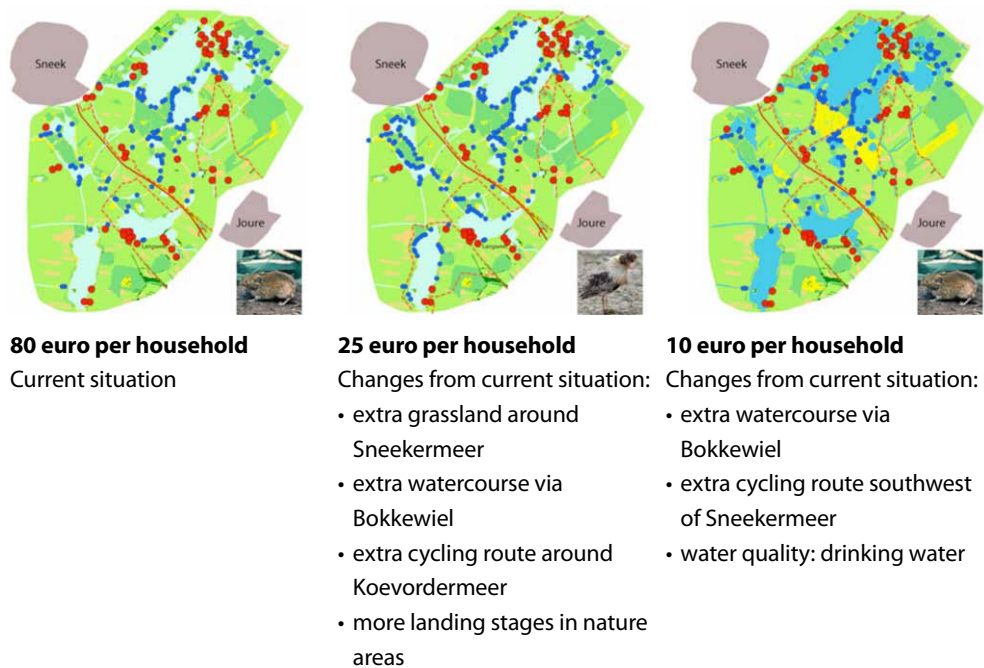 Sneek
Joure
Sneek
Joure
Sneek
Joure
80 euro per household
Current situation
25 euro per household
Changes from current situation:
• extra grassland around
Sneekermeer
• extra watercourse via
Bokkewiel
• extra cycling route around
Koevordermeer
• more landing stages in nature
areas
10 euro per household
Changes from current situation:
• extra watercourse via
Bokkewiel
• extra cycling route southwest
of Sneekermeer
• water quality: drinking water